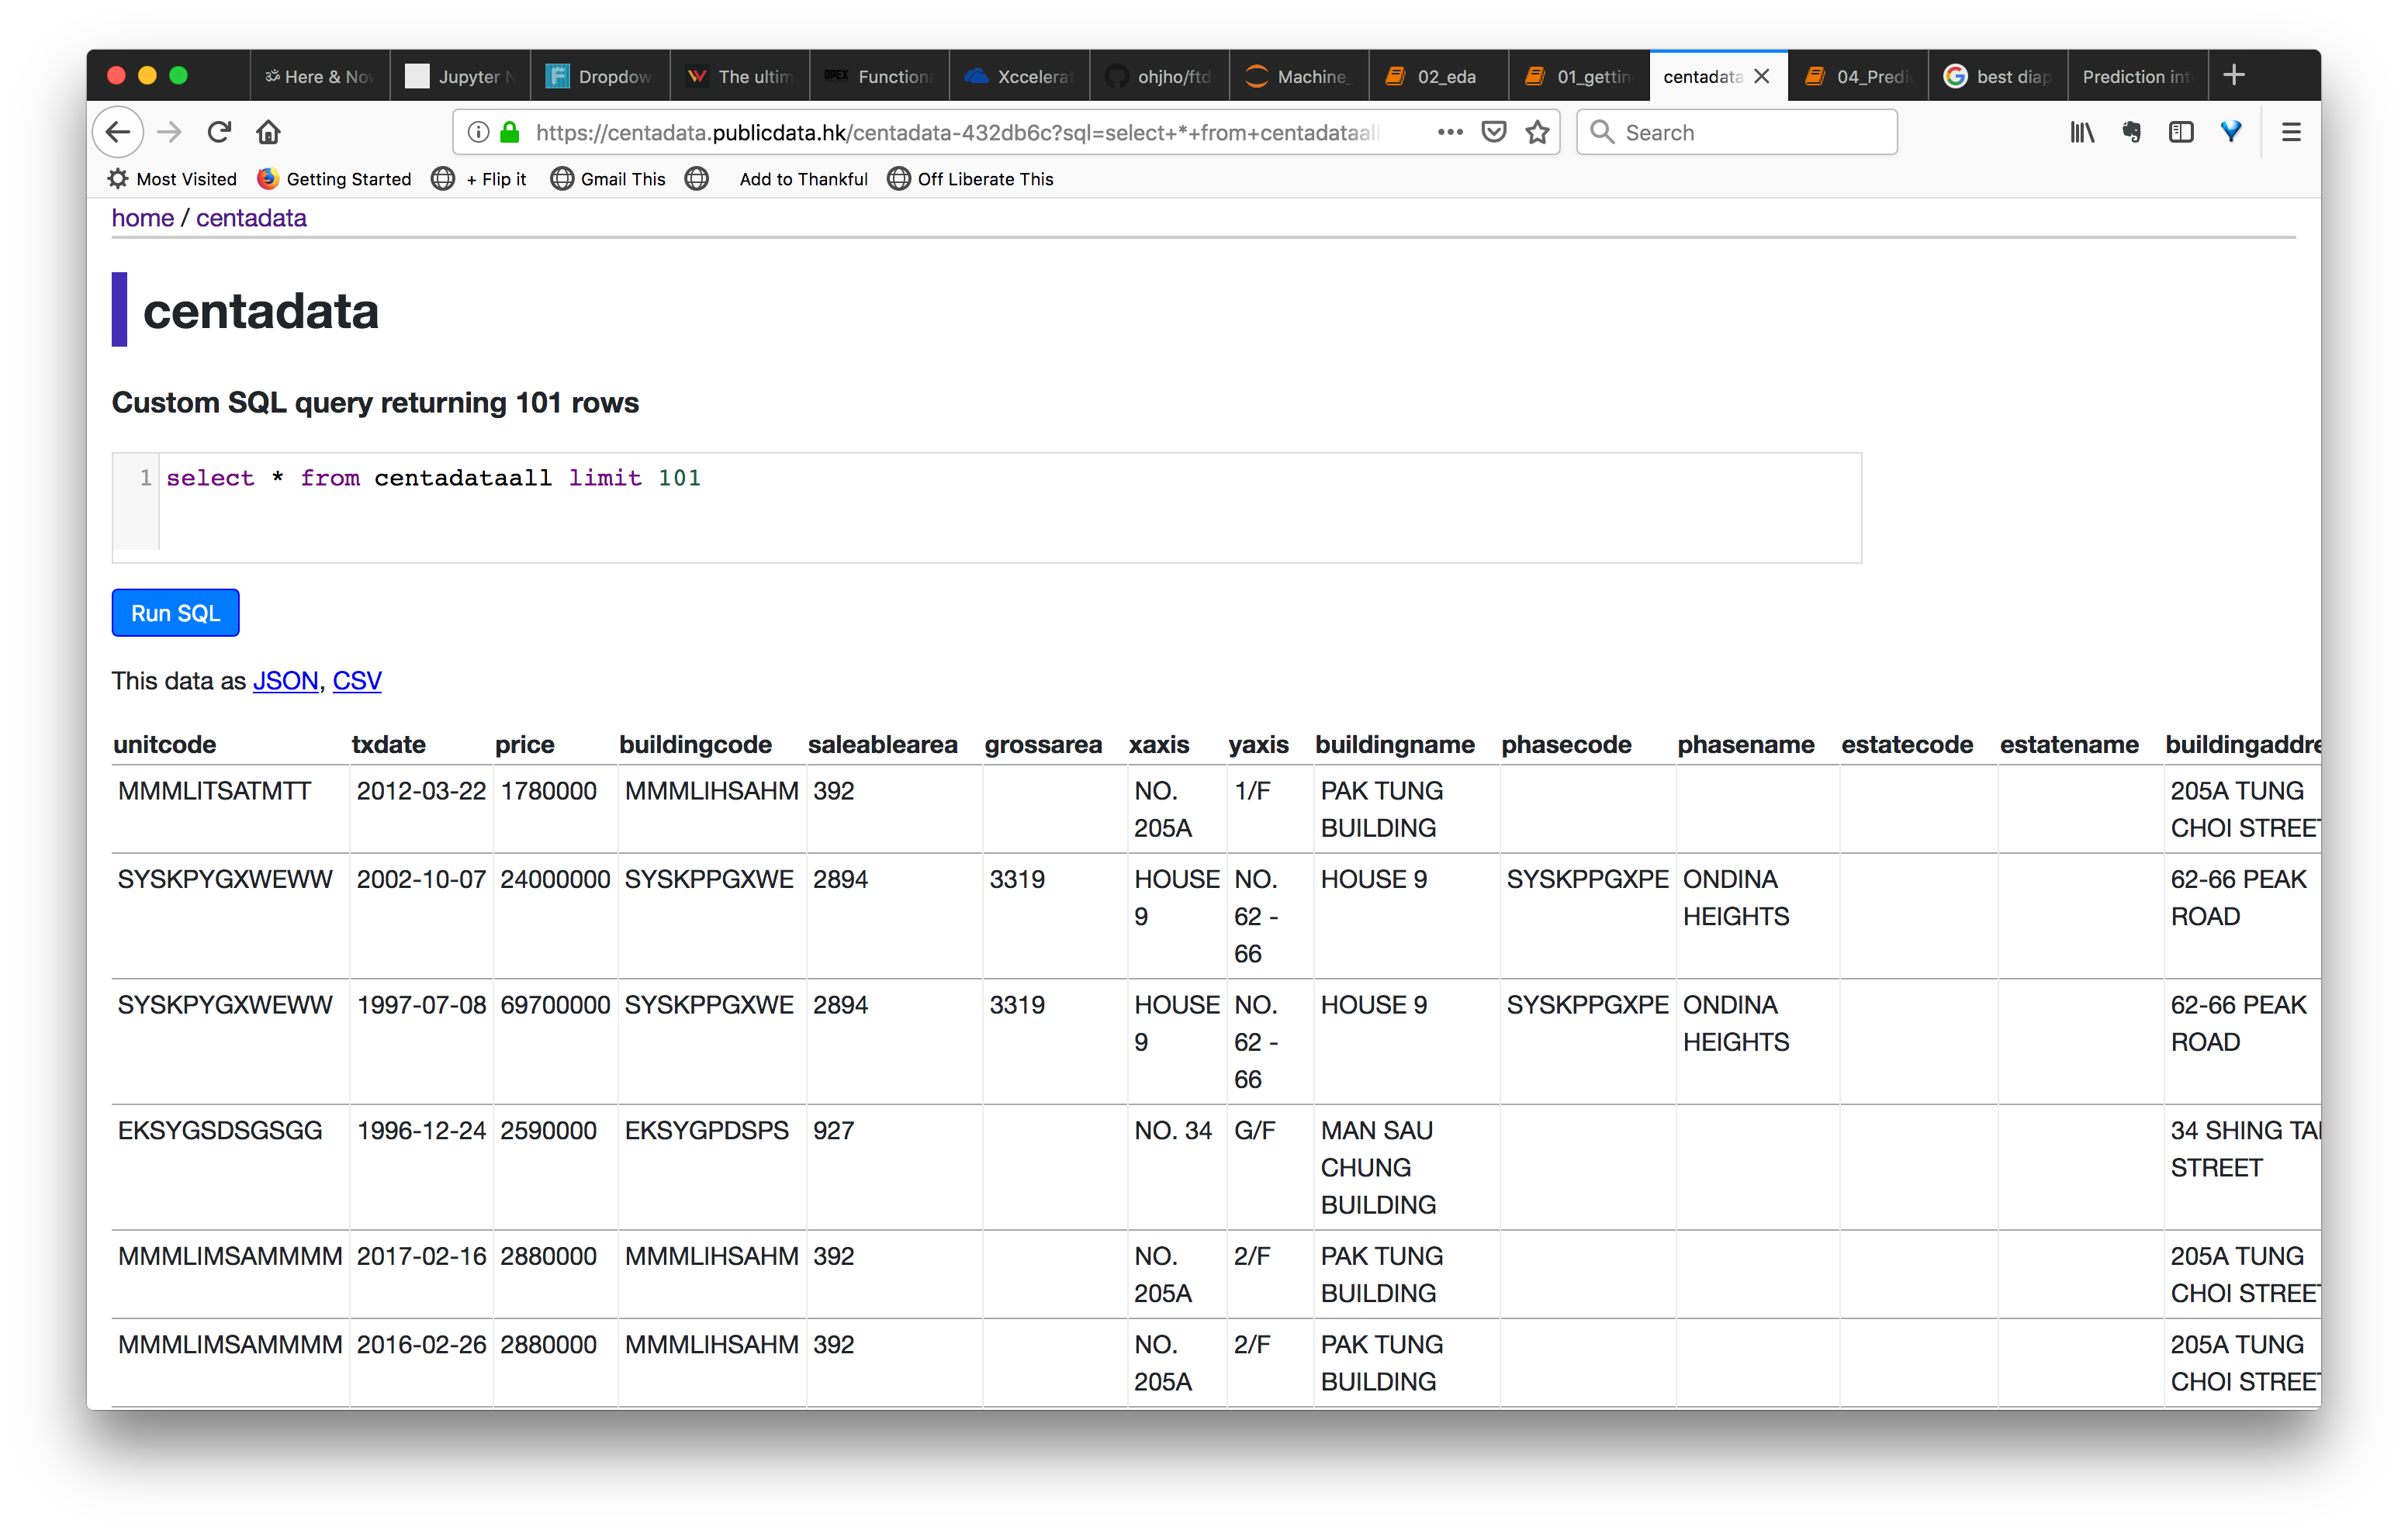 ॐ Here & Now Jupyter N Dropdow The ultim OPEX Function Xccelerat ohjho/ftd Machine_ 02_eda 01_gettin centadata 04_Predi best diap Prediction int
https://centadata.publicdata.hk/centadata-432db6c?sql=select+*+from+centadataall Search
Most Visited Getting Started + Flip it Gmail This Add to Thankful Off Liberate This
home / centadata
centadata
Custom SQL query returning 101 rows
1 select * from centadataall limit 101
Run SQL
This data as JSON, CSV
unitcode txdate price buildingcode saleablearea grossarea xaxis yaxis buildingname phasecode phasename estatecode estatename buildingaddre
MMMLITSATMTT 2012-03-22 1780000 MMMLIHSAHM 392 NO. 1/F PAK TUNG 205A TUNG
205A BUILDING CHOI STREET
SYSKPYGXWEWW 2002-10-07 24000000 SYSKPPGXWE 2894 3319 HOUSE NO. HOUSE 9 SYSKPPGXPE ONDINA 62-66 PEAK
9 62 - HEIGHTS ROAD
66
SYSKPYGXWEWW 1997-07-08 69700000 SYSKPPGXWE 2894 3319 HOUSE NO. HOUSE 9 SYSKPPGXPE ONDINA 62-66 PEAK
9 62 - HEIGHTS ROAD
66
EKSYGSDSGSGG 1996-12-24 2590000 EKSYGPDSPS 927 NO. 34 G/F MAN SAU 34 SHING TAI
CHUNG STREET
BUILDING
MMMLIMSAMMMM 2017-02-16 2880000 MMMLIHSAHM 392 NO. 2/F PAK TUNG 205A TUNG
205A BUILDING CHOI STREET
MMMLIMSAMMMM 2016-02-26 2880000 MMMLIHSAHM 392 NO. 2/F PAK TUNG 205A TUNG
205A BUILDING CHOI STREET